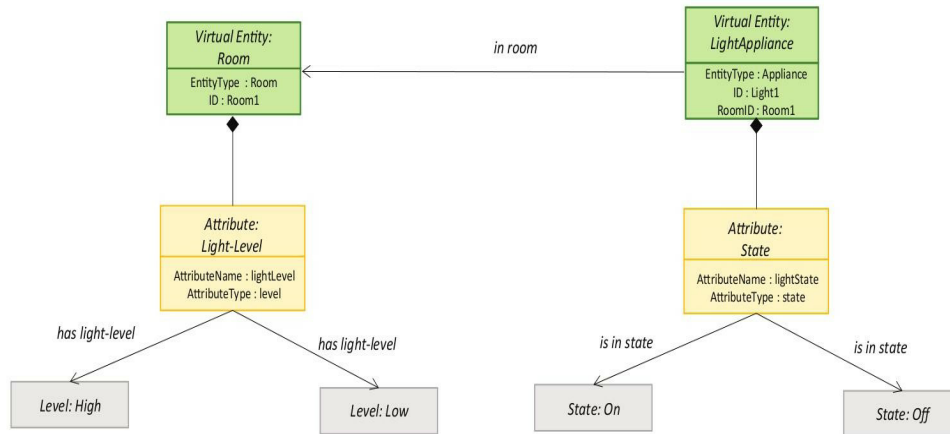 Virtual Entity:
Room
EntityType : Room
ID : Room1
in room
Virtual Entity:
LightAppliance
EntityType : Appliance
ID : Light1
RoomID : Room1
Attribute:
Light-Level
AttributeName : lightLevel
AttributeType : level
Attribute:
State
AttributeName : lightState
AttributeType : state
has light-level
has light-level
is in state
is in state
Level: High
Level: Low
State: On
State: Off